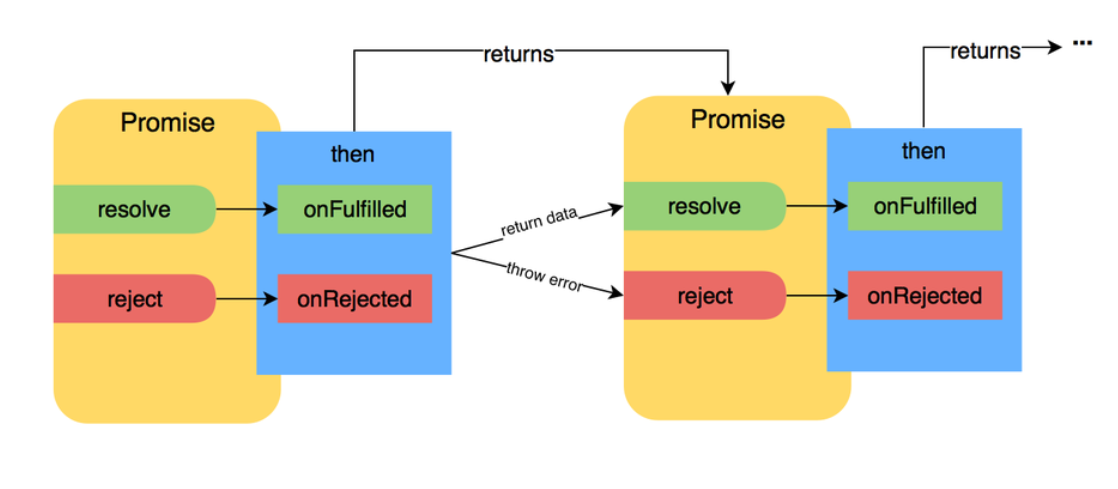 returns
returns
...
Promise
then
resolve
onFulfilled
reject
onRejected
return data
throw error
Promise
then
resolve
onFulfilled
reject
onRejected